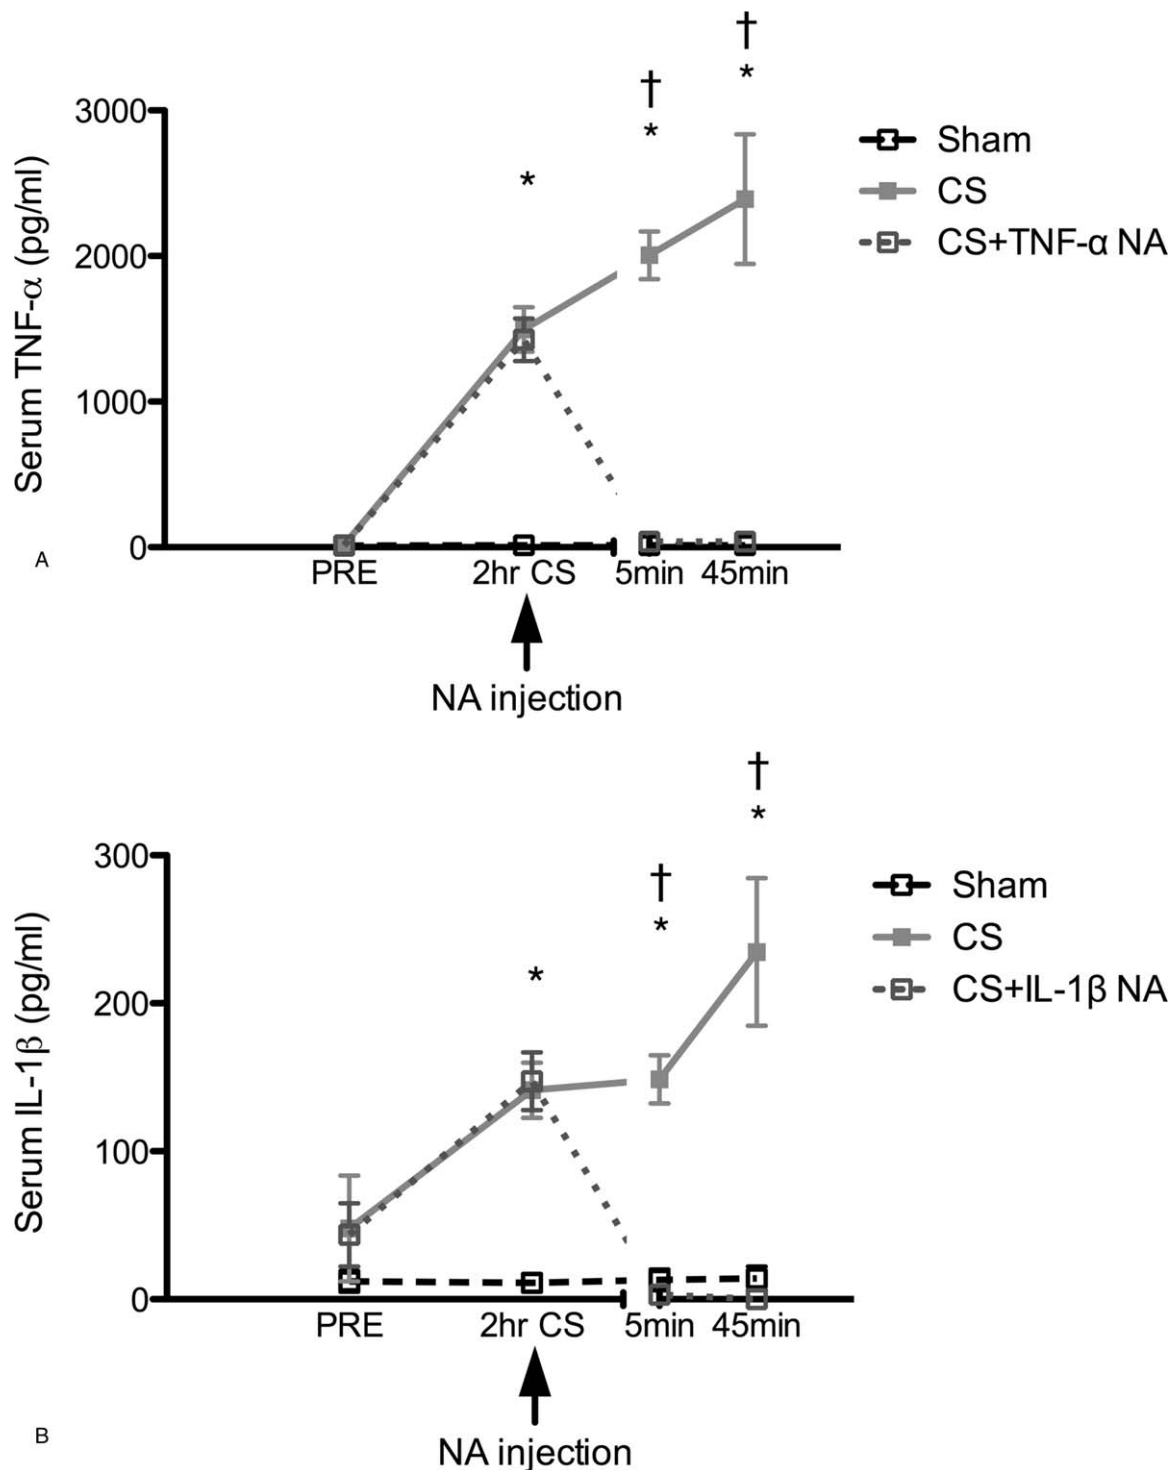 †
†
*
*
*
3000
2000
1000
0
Serum TNF-α (pg/ml)
Sham
CS
CS+TNF-α NA
PRE
2hr CS
5min
45min
A
NA injection
†
*
†
*
*
300
200
100
0
Serum IL-1β (pg/ml)
Sham
CS
CS+IL-1β NA
PRE
2hr CS
5min
45min
B
NA injection